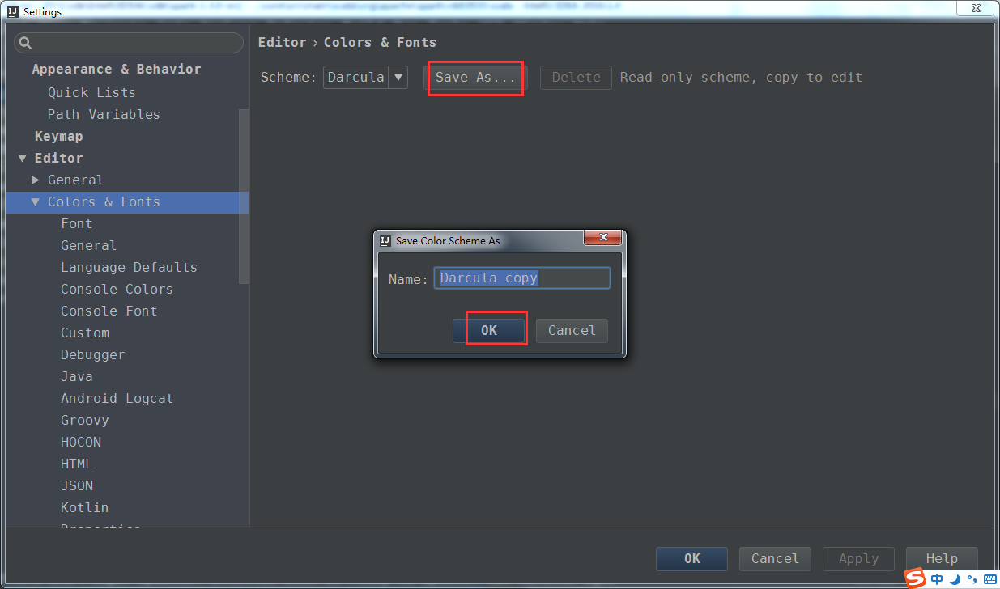 Settings
Editor › Colors & Fonts
Appearance & Behavior
Quick Lists
Path Variables
Keymap
Editor
General
Colors & Fonts
Font
General
Language Defaults
Console Colors
Console Font
Custom
Debugger
Java
Android Logcat
Groovy
HOCON
HTML
JSON
Kotlin
Scheme: Darcula Save As... Delete Read-only scheme, copy to edit
Save Color Scheme As
Name: Darcula copy
OK Cancel
OK Cancel Apply Help
中